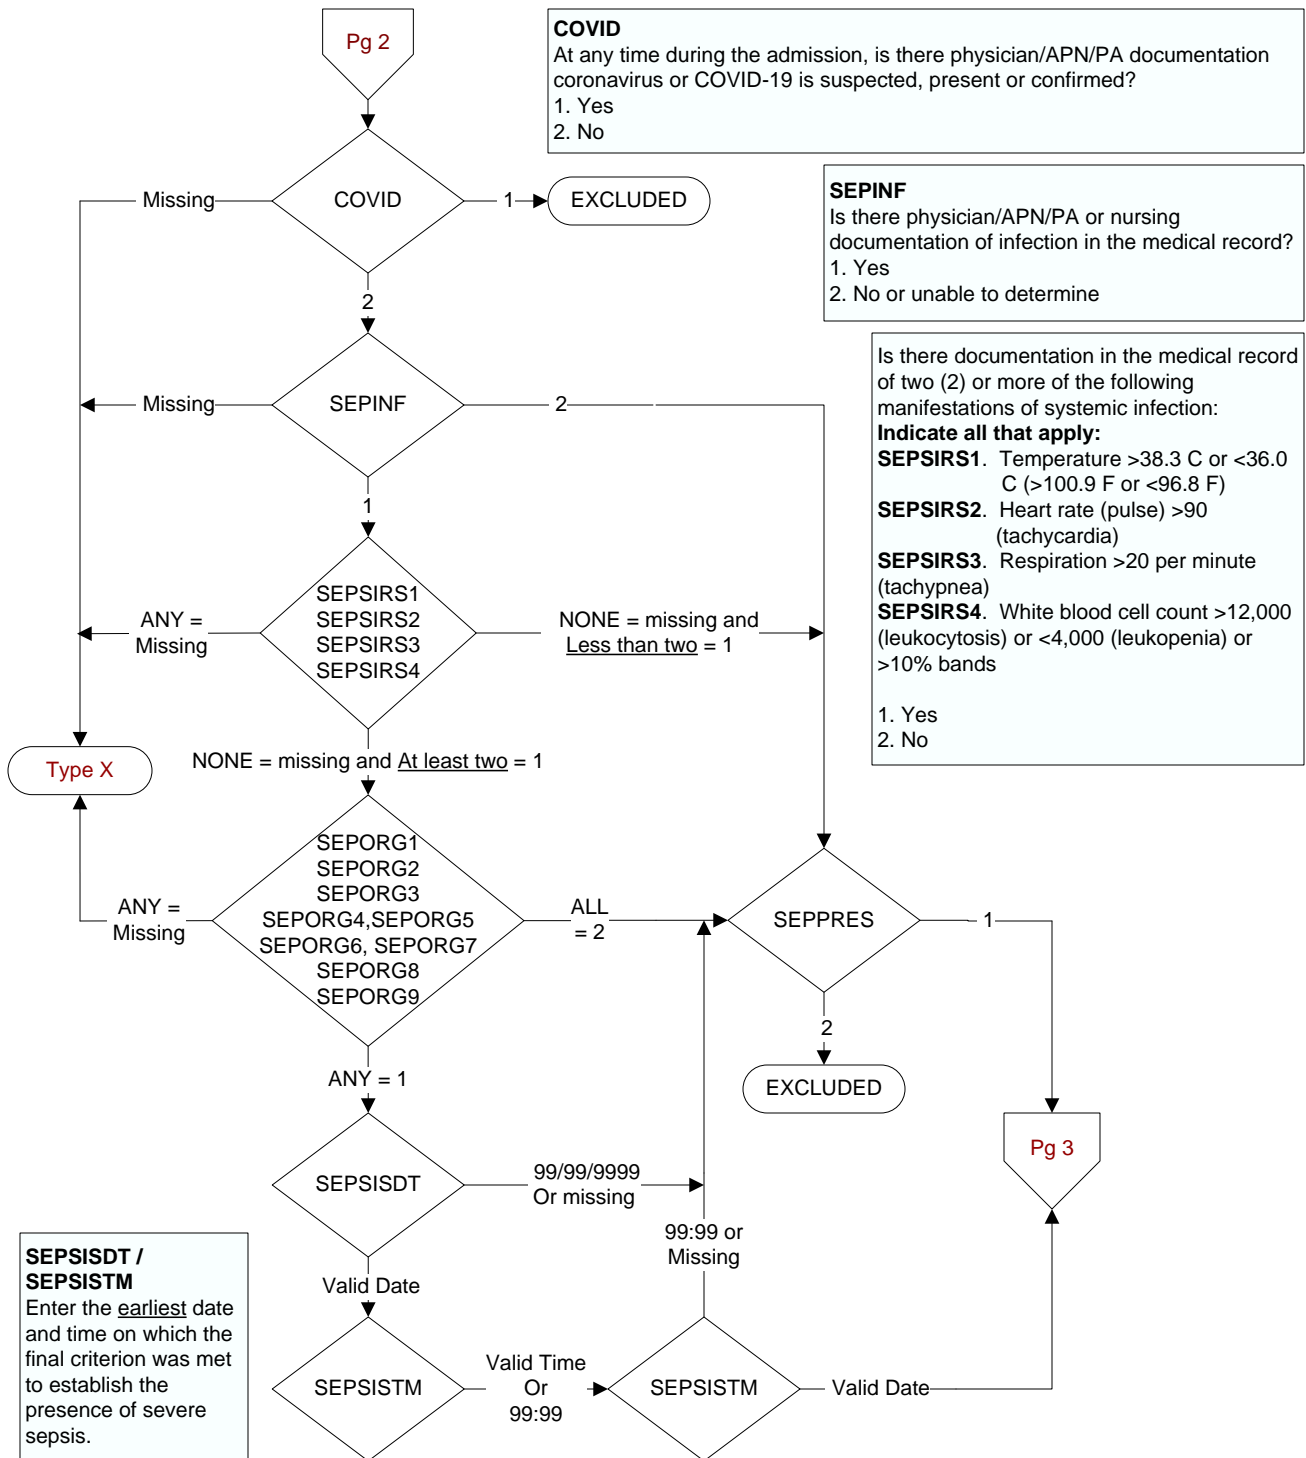 Pg 2
COVID
At any time during the admission, is there physician/APN/PA documentation
coronavirus or COVID-19 is suspected, present or confirmed?
1. Yes
2. No
Missing
COVID
1
EXCLUDED
2
SEPINF
Is there physician/APN/PA or nursing
documentation of infection in the medical record?
1. Yes
2. No or unable to determine
Missing
SEPINF
2
1
Is there documentation in the medical record
of two (2) or more of the following
manifestations of systemic infection:
Indicate all that apply:
SEPSIRS1. Temperature >38.3 C or <36.0
C (>100.9 F or <96.8 F)
SEPSIRS2. Heart rate (pulse) >90
(tachycardia)
SEPSIRS3. Respiration >20 per minute
(tachypnea)
SEPSIRS4. White blood cell count >12,000
(leukocytosis) or <4,000 (leukopenia) or
>10% bands
1. Yes
2. No
ANY =
Missing
SEPSIRS1
SEPSIRS2
SEPSIRS3
SEPSIRS4
NONE = missing and
Less than two = 1
NONE = missing and At least two = 1
Type X
ANY =
Missing
SEPORG1
SEPORG2
SEPORG3
SEPORG4,SEPORG5
SEPORG6, SEPORG7
SEPORG8
SEPORG9
ALL
= 2
SEPPRES
1
2
EXCLUDED
ANY = 1
SEPSISDT
99/99/9999
Or missing
Pg 3
99:99 or
Missing
Valid Date
SEPSISDT /
SEPSISTM
Enter the earliest date
and time on which the
final criterion was met
to establish the
presence of severe
sepsis.
SEPSISTM
Valid Time
Or
99:99
SEPSISTM
Valid Date